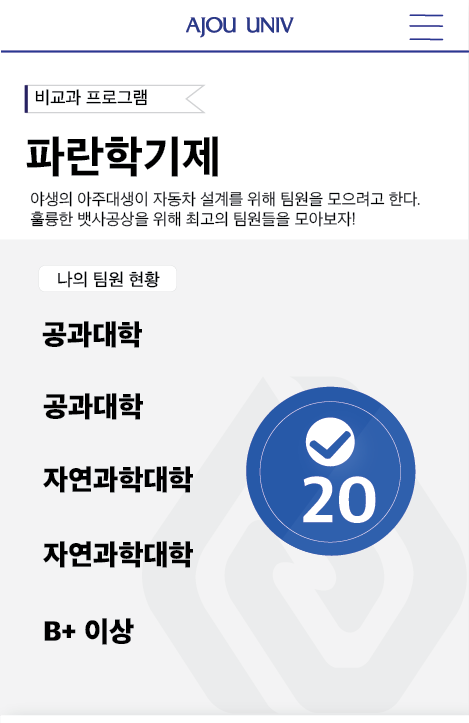 AJOU UNIV
비교과 프로그램
파란학기제
야생의 아주대생이 자동차 설계를 위해 팀원을 모으려고 한다.
훌륭한 뱃사공상을 위해 최고의 팀원들을 모아보자!
나의 팀원 현황
공과대학
공과대학
자연과학대학
20
자연과학대학
B+ 이상